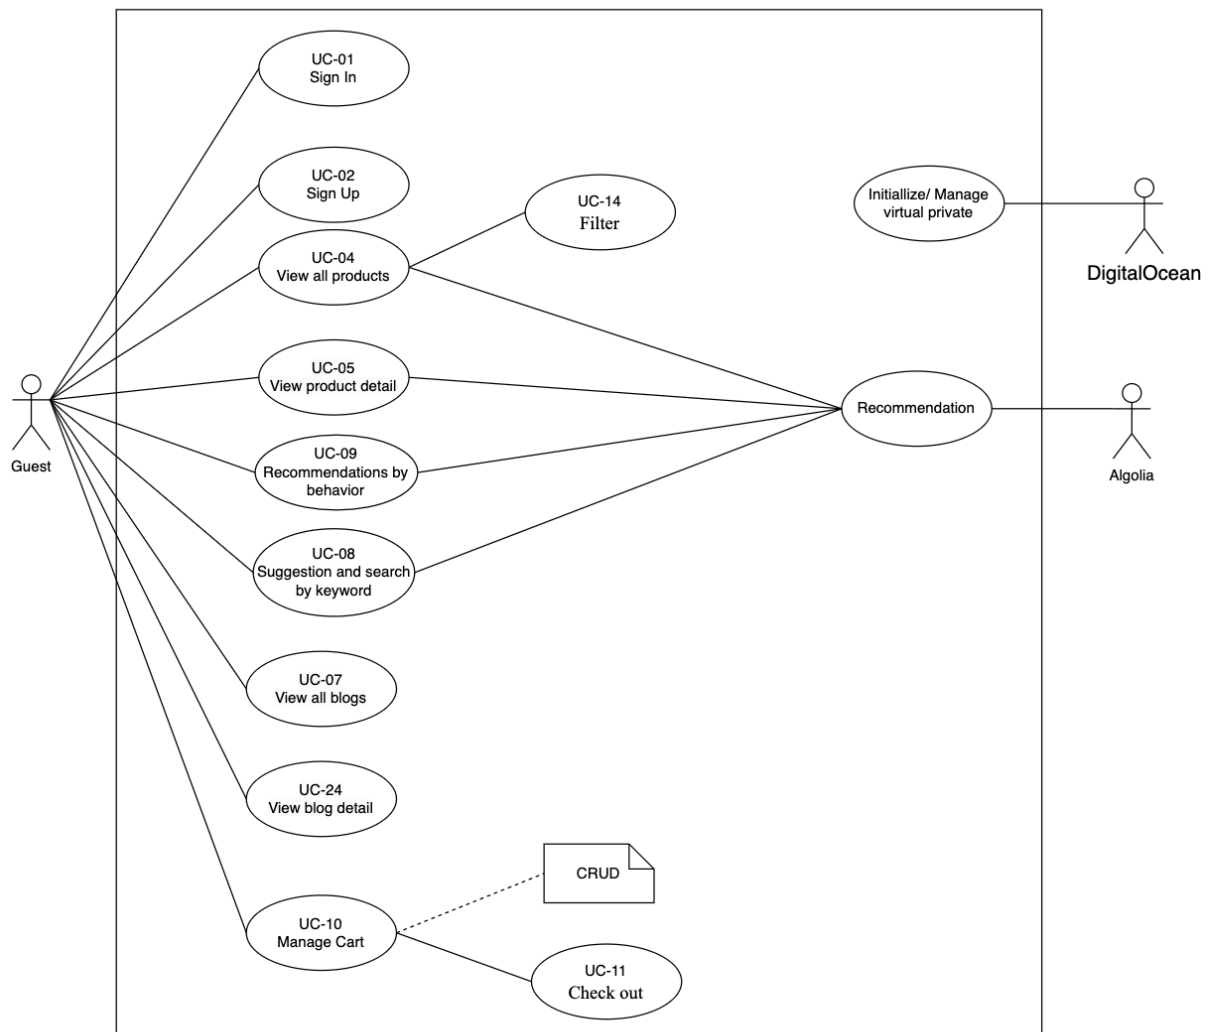 UC-01
Sign In
UC-02
Sign Up
UC-14
Filter
Initiallize/ Manage
virtual private
DigitalOcean
UC-04
View all products
UC-05
View product detail
Guest
Recommendation
Algolia
UC-09
Recommendations by
behavior
UC-08
Suggestion and search
by keyword
UC-07
View all blogs
UC-24
View blog detail
CRUD
UC-10
Manage Cart
UC-11
Check out